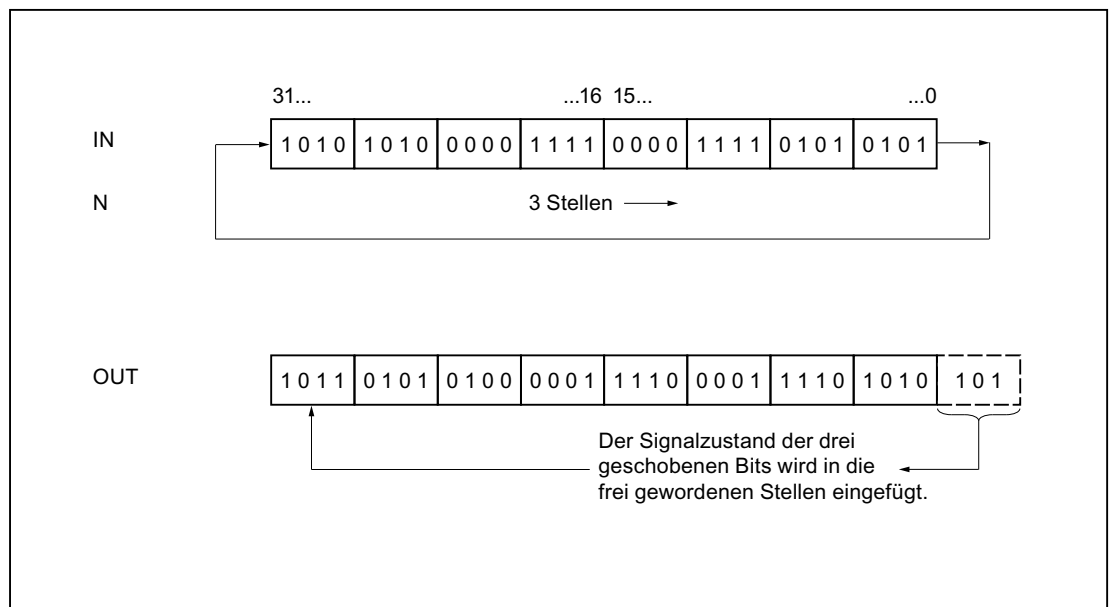 31... ...16 15... ...0
IN 1010 1010 0000 1111 0000 1111 0101 0101
N 3 Stellen
OUT 1011 0101 0100 0001 1110 0001 1110 1010 101
Der Signalzustand der drei
geschobenen Bits wird in die
frei gewordenen Stellen eingefügt.